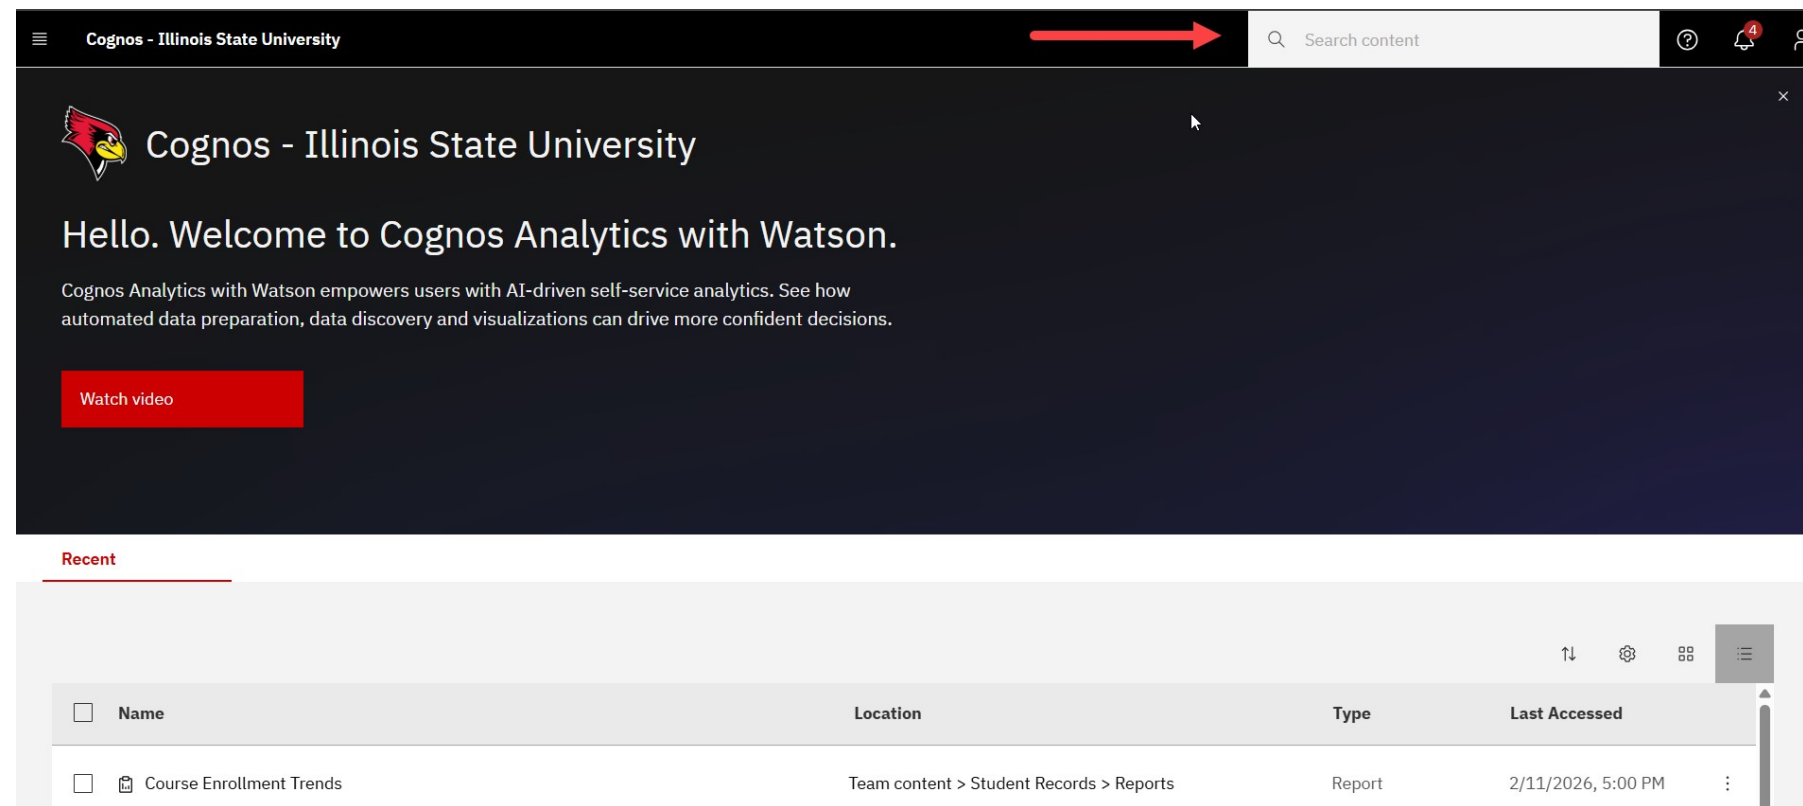 Cognos - Illinois State University
Search content
4
Cognos - Illinois State University
Hello. Welcome to Cognos Analytics with Watson.
Cognos Analytics with Watson empowers users with AI-driven self-service analytics. See how
automated data preparation, data discovery and visualizations can drive more confident decisions.
Watch video
Recent
Name Location Type Last Accessed
Course Enrollment Trends Team content > Student Records > Reports Report 2/11/2026, 5:00 PM